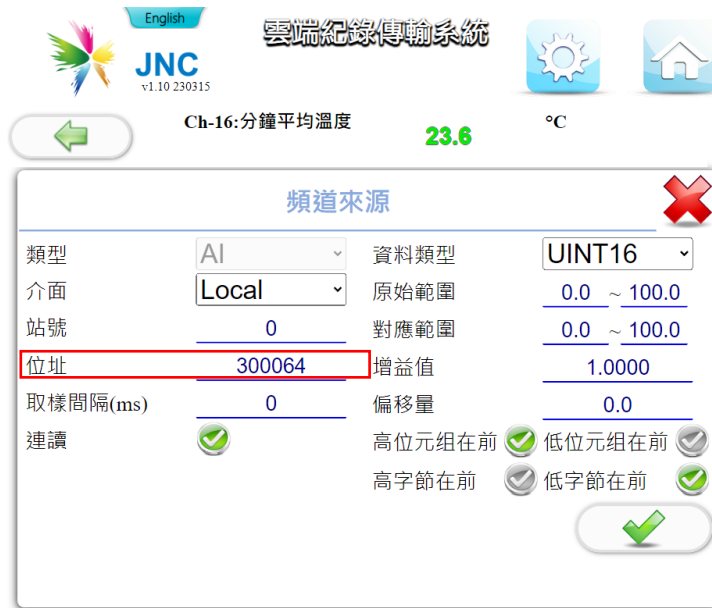 English
雲端紀錄傳輸系統
JNC
v1.10 230315
Ch-16:分鐘平均溫度 23.6 °C
頻道來源
類型 AI 資料類型 UINT16
介面 Local 原始範圍 0.0 ~ 100.0
站號 0 對應範圍 0.0 ~ 100.0
位址 300064 增益值 1.0000
取樣間隔(ms) 0 偏移量 0.0
連讀 高位元组在前 低位元组在前
高字節在前 低字節在前